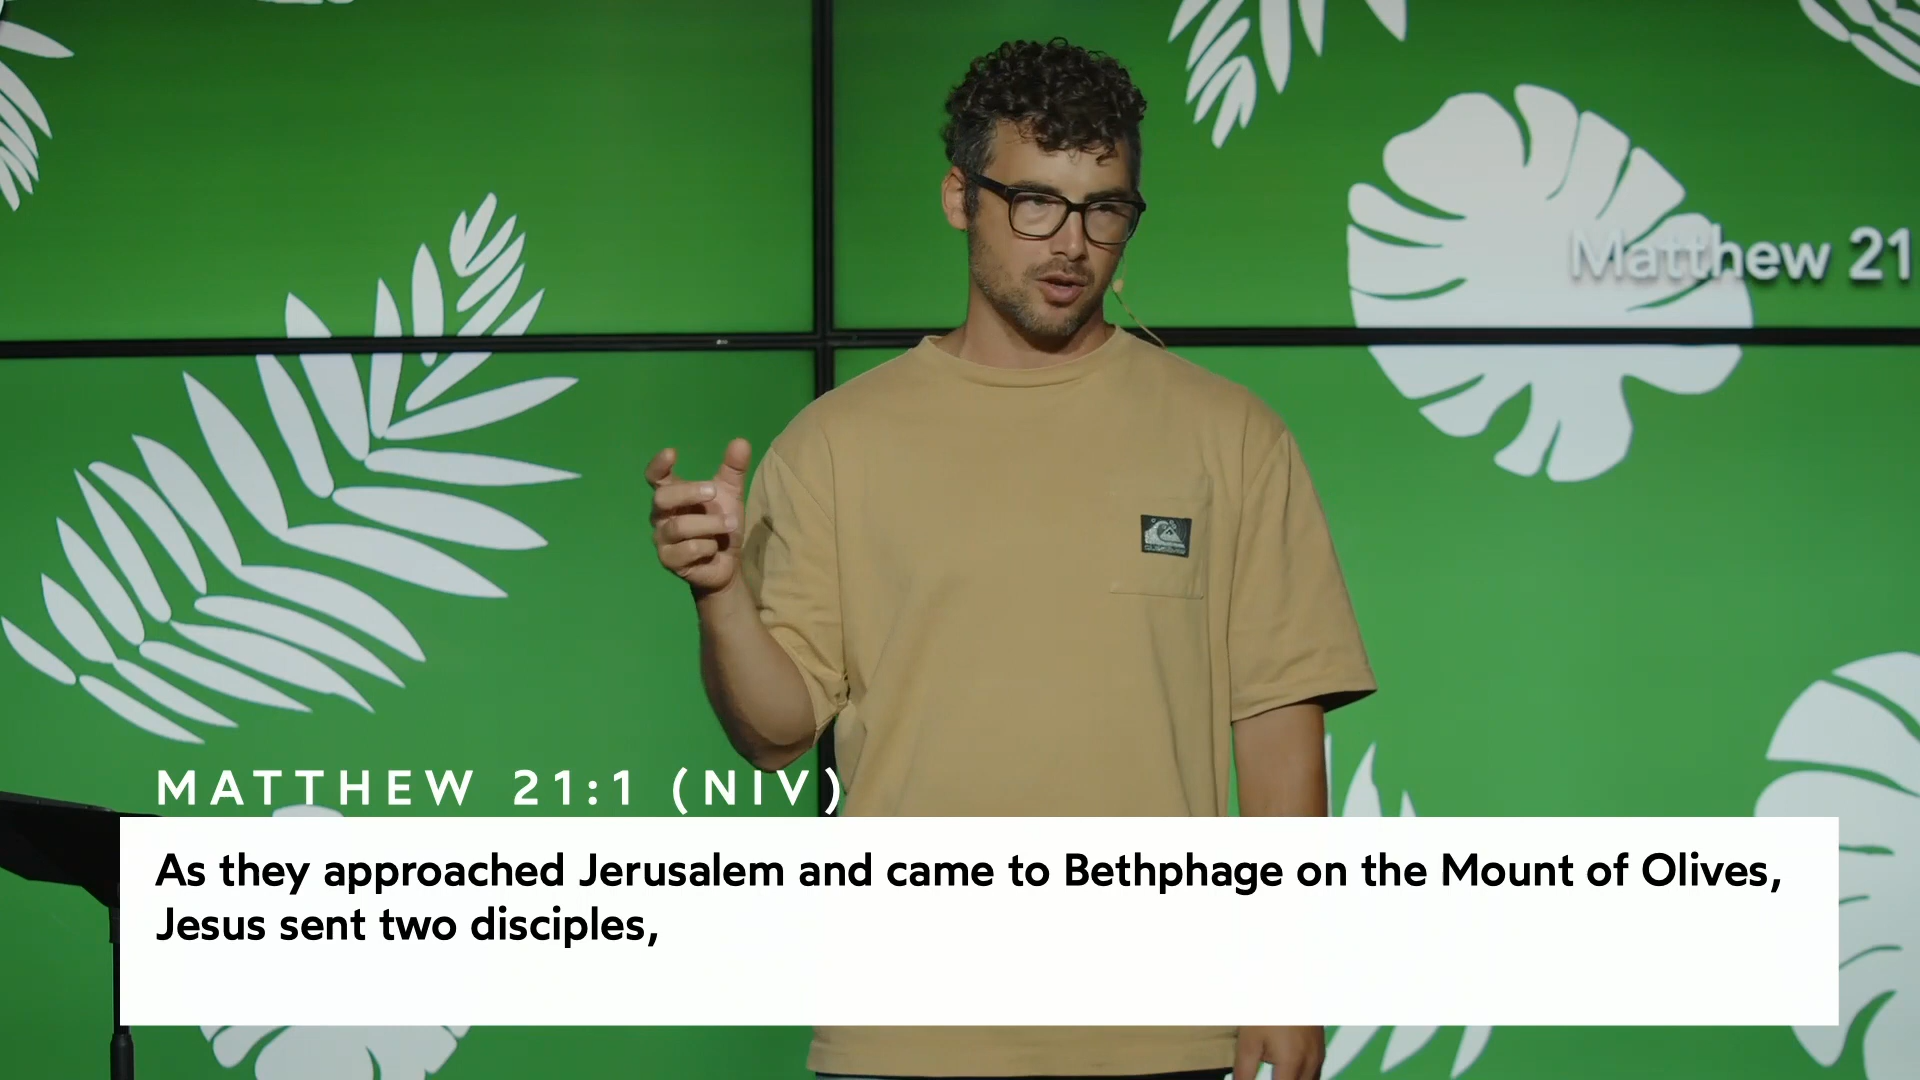 Matthew 21
MATTHEW 21:1 (NIV)
As they approached Jerusalem and came to Bethphage on the Mount of Olives,
Jesus sent two disciples,